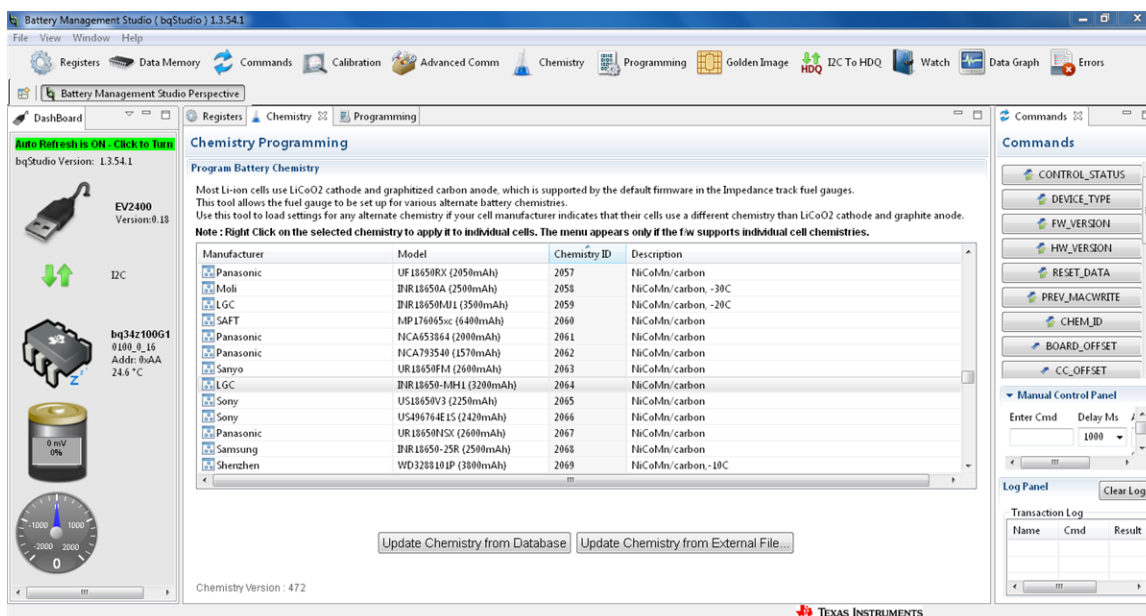 Battery Management Studio ( bqStudio ) 1.3.54.1
File View Window Help
Registers Data Memory Commands Calibration Advanced Comm Chemistry Programming Golden Image HDQ I2C To HDQ Watch Data Graph Errors
Battery Management Studio Perspective
DashBoard
Auto Refresh is ON - Click to Turn
bqStudio Version: 1.3.54.1
EV2400
Version:0.18
I2C
bq34z100G1
0100_0_16
Addr: 0xAA
24.6 °C
Z
0 mV
0%
-1000 1000
-2000 2000
0
Registers Chemistry Programming
Chemistry Programming
Program Battery Chemistry
Most Li-ion cells use LiCoO2 cathode and graphitized carbon anode, which is supported by the default firmware in the Impedance track fuel gauges.
This tool allows the fuel gauge to be set up for various alternate battery chemistries.
Use this tool to load settings for any alternate chemistry if your cell manufacturer indicates that their cells use a different chemistry than LiCoO2 cathode and graphite anode.
Note : Right Click on the selected chemistry to apply it to individual cells. The menu appears only if the f/w supports individual cell chemistries.
Manufacturer Model Chemistry ID Description
Panasonic UF18650RX (2050mAh) 2057 NiCoMn/carbon
Moli INR18650A (2500mAh) 2058 NiCoMn/carbon, -30C
LGC INR18650MJ1 (3500mAh) 2059 NiCoMn/carbon, -20C
SAFT MP176065xc (6400mAh) 2060 NiCoMn/carbon
Panasonic NCA653864 (2000mAh) 2061 NiCoMn/carbon
Panasonic NCA793540 (1570mAh) 2062 NiCoMn/carbon
Sanyo UR18650FM (2600mAh) 2063 NiCoMn/carbon
LGC INR18650-MH1 (3200mAh) 2064 NiCoMn/carbon
Sony US18650V3 (2250mAh) 2065 NiCoMn/carbon
Sony US496764E1S (2420mAh) 2066 NiCoMn/carbon
Panasonic UR18650NSX (2600mAh) 2067 NiCoMn/carbon
Samsung INR18650-25R (2500mAh) 2068 NiCoMn/carbon
Shenzhen WD3288101P (3800mAh) 2069 NiCoMn/carbon,-10C
Update Chemistry from Database Update Chemistry from External File...
Chemistry Version : 472
Commands
Commands
CONTROL_STATUS
DEVICE_TYPE
FW_VERSION
HW_VERSION
RESET_DATA
PREV_MACWRITE
CHEM_ID
BOARD_OFFSET
CC_OFFSET
Manual Control Panel
Enter Cmd Delay Ms
1000
Log Panel Clear Log
Transaction Log
Name Cmd Result
TEXAS INSTRUMENTS